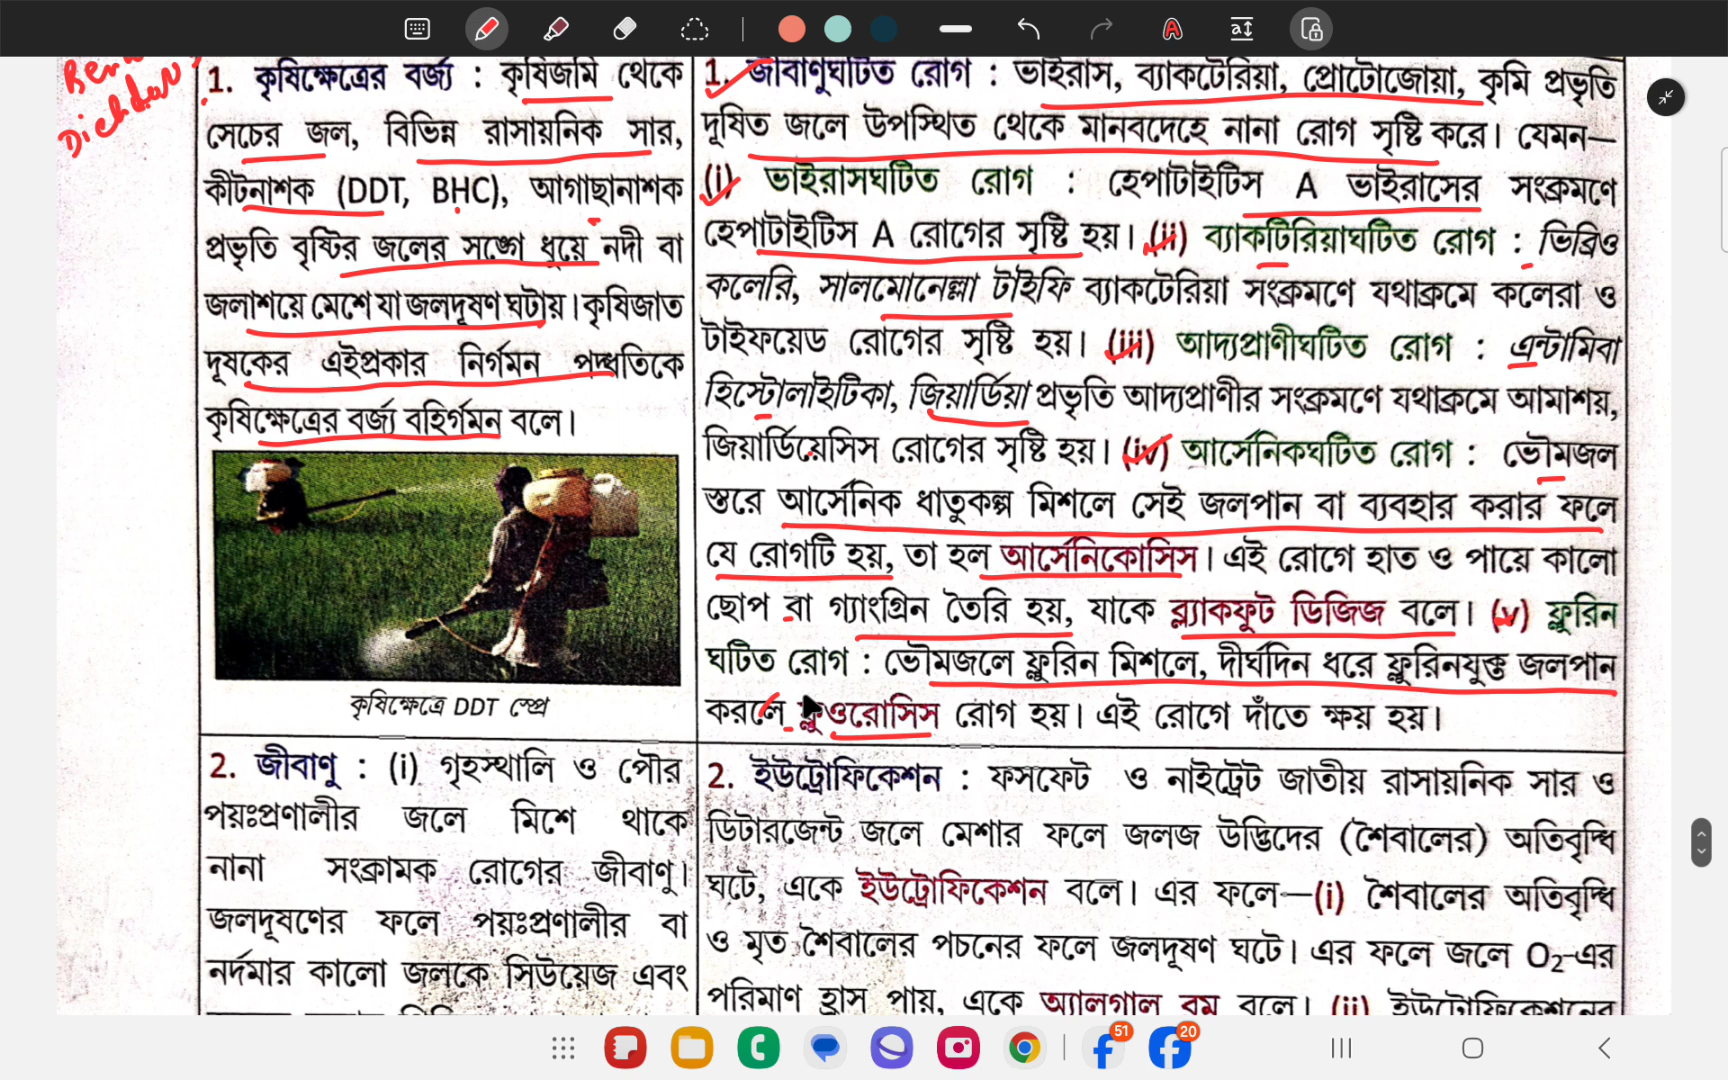 1. কৃষিক্ষেত্রের বর্জ্য : কৃষিজমি থেকে
সেচের জল, বিভিন্ন রাসায়নিক সার,
কীটনাশক (DDT, BHC), আগাছানাশক
প্রভৃতি বৃষ্টির জলের সঙ্গে ধুয়ে নদী বা
জলাশয়ে মেশে যা জলদূষণ ঘটায়। কৃষিজাত
দূষকের এইপ্রকার নির্গমন পদ্ধতিকে
কৃষিক্ষেত্রের বর্জ্য বহির্গমন বলে।
কৃষিক্ষেত্রে DDT স্প্রে
1. জীবাণুঘটিত রোগ : ভাইরাস, ব্যাকটেরিয়া, প্রোটোজোয়া, কৃমি প্রভৃতি
দূষিত জলে উপস্থিত থেকে মানবদেহে নানা রোগ সৃষ্টি করে। যেমন—
(i) ভাইরাসঘটিত রোগ : হেপাটাইটিস A ভাইরাসের সংক্রমণে
হেপাটাইটিস A রোগের সৃষ্টি হয়। (ii) ব্যাকটিরিয়াঘটিত রোগ : ভিব্রিও
কলেরি, সালমোনেল্লা টাইফি ব্যাকটেরিয়া সংক্রমণে যথাক্রমে কলেরা ও
টাইফয়েড রোগের সৃষ্টি হয়। (iii) আদ্যপ্রাণীঘটিত রোগ : এন্টামিবা
হিস্টোলাইটিকা, জিয়ার্ডিয়া প্রভৃতি আদ্যপ্রাণীর সংক্রমণে যথাক্রমে আমাশয়,
জিয়ার্ডিয়েসিস রোগের সৃষ্টি হয়। (iv) আর্সেনিকঘটিত রোগ : ভৌমজল
স্তরে আর্সেনিক ধাতুকল্প মিশলে সেই জলপান বা ব্যবহার করার ফলে
যে রোগটি হয়, তা হল আর্সেনিকোসিস। এই রোগে হাত ও পায়ে কালো
ছোপ বা গ্যাংগ্রিন তৈরি হয়, যাকে ব্ল্যাকফুট ডিজিজ বলে। (v) ফ্লুরিন
ঘটিত রোগ : ভৌমজলে ফ্লুরিন মিশলে, দীর্ঘদিন ধরে ফ্লুরিনযুক্ত জলপান
করলে ফ্লুওরোসিস রোগ হয়। এই রোগে দাঁতে ক্ষয় হয়।
2. জীবাণু : (i) গৃহস্থালি ও পৌর
পয়ঃপ্রণালীর জলে মিশে থাকে
নানা সংক্রামক রোগের জীবাণু।
জলদূষণের ফলে পয়ঃপ্রণালীর বা
নর্দমার কালো জলকে সিউয়েজ এবং
2. ইউট্রোফিকেশন : ফসফেট ও নাইট্রেট জাতীয় রাসায়নিক সার ও
ডিটারজেন্ট জলে মেশার ফলে জলজ উদ্ভিদের (শৈবালের) অতিবৃদ্ধি
ঘটে, একে ইউট্রোফিকেশন বলে। এর ফলে—(i) শৈবালের অতিবৃদ্ধি
ও মৃত শৈবালের পচনের ফলে জলদূষণ ঘটে। এর ফলে জলে O₂-এর
পরিমাণ হ্রাস পায়, একে অ্যালগাল ব্লুম বলে। (ii) ইউট্রোফিকেশনের
51
20